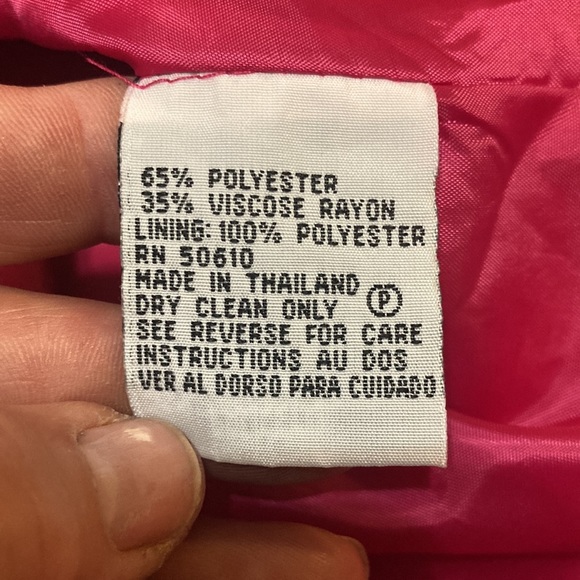 65% POLYESTER
35% VISCOSE RAYON
LINING: 100% POLYESTER
RN 50610
MADE IN THAILAND
DRY CLEAN ONLY Ⓟ
SEE REVERSE FOR CARE
INSTRUCTIONS AU DOS
VER AL DORSO PARA CUIDADO